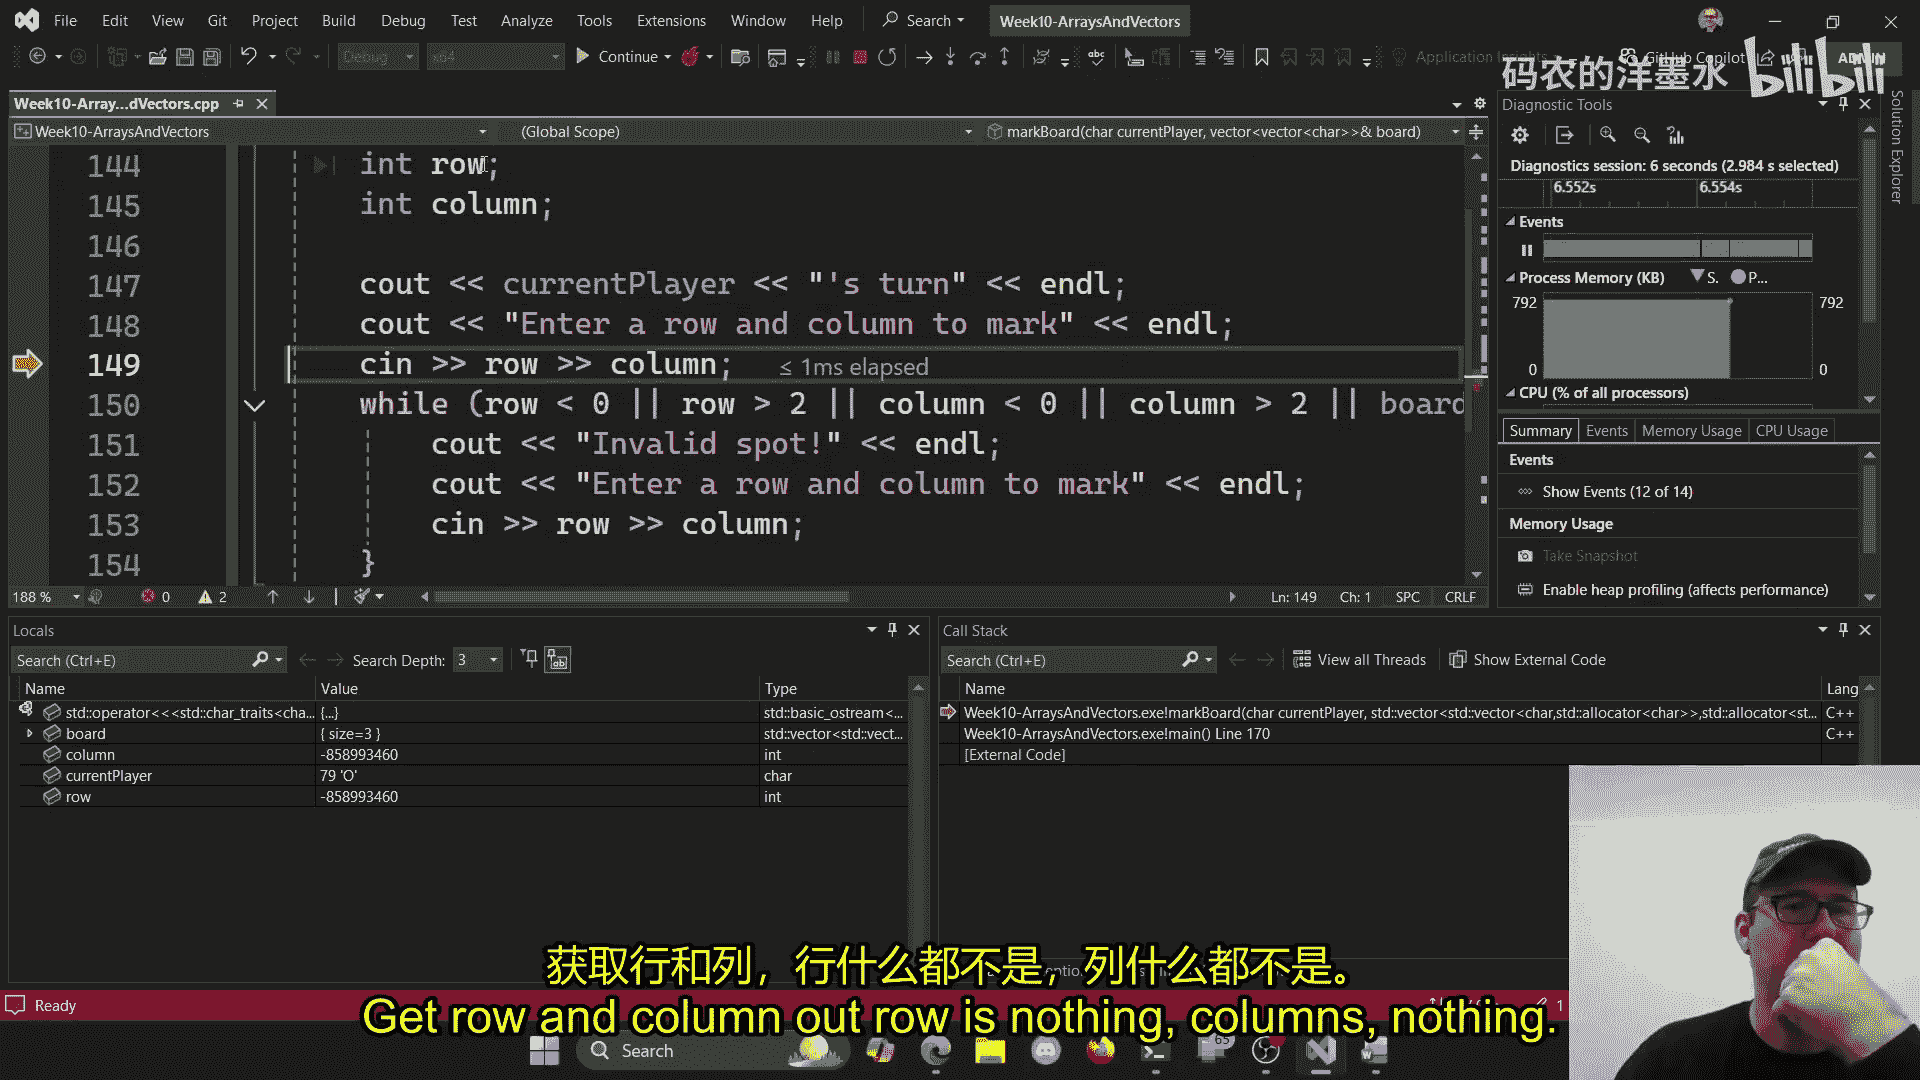 File Edit View Git Project Build Debug Test Analyze Tools Extensions Window Help Search Week10-ArraysAndVectors
Debug x64 Continue Application Insights GitHub Copilot ADMIN
码农的洋墨水 bilibili
Week10-Array...dVectors.cpp
Week10-ArraysAndVectors (Global Scope) markBoard(char currentPlayer, vector<vector<char>>& board)
144 int row;
145 int column;
146
147 cout << currentPlayer << "'s turn" << endl;
148 cout << "Enter a row and column to mark" << endl;
149 cin >> row >> column; ≤ 1ms elapsed
150 while (row < 0 || row > 2 || column < 0 || column > 2 || board
151 cout << "Invalid spot!" << endl;
152 cout << "Enter a row and column to mark" << endl;
153 cin >> row >> column;
154 }
188 % 0 2 Ln: 149 Ch: 1 SPC CRLF
Diagnostic Tools
Diagnostics session: 6 seconds (2.984 s selected)
6.552s 6.554s
Events
Process Memory (KB) S. P...
792 792
0 0
CPU (% of all processors)
Summary Events Memory Usage CPU Usage
Events
Show Events (12 of 14)
Memory Usage
Take Snapshot
Enable heap profiling (affects performance)
Solution Explorer
Locals
Search (Ctrl+E) Search Depth: 3
Name Value Type
std::operator<<<std::char_traits<cha... {...} std::basic_ostream<...
board { size=3 } std::vector<std::vect...
column -858993460 int
currentPlayer 79 'O' char
row -858993460 int
Call Stack
Search (Ctrl+E) View all Threads Show External Code
Name Lang
Week10-ArraysAndVectors.exe!markBoard(char currentPlayer, std::vector<std::vector<char,std::allocator<char>>,std::allocator<st... C++
Week10-ArraysAndVectors.exe!main() Line 170 C++
[External Code]
获取行和列，行什么都不是，列什么都不是。
Get row and column out row is nothing, columns, nothing.
Ready
Search